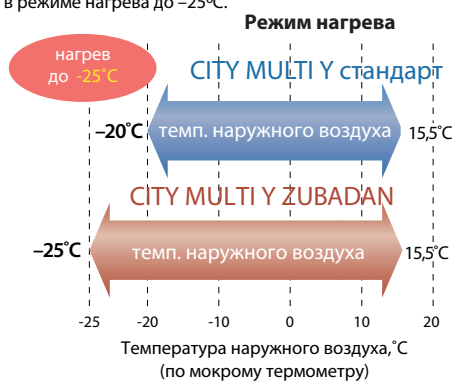 в режиме нагрева до –25°С.
Режим нагрева
нагрев
до -25˚C
CITY MULTI Y стандарт
–20˚C
темп. наружного воздуха
15,5˚C
CITY MULTI Y ZUBADAN
–25˚C
темп. наружного воздуха
15,5˚C
-25 -20 -10 0 10 20
Температура наружного воздуха,˚С
(по мокрому термометру)